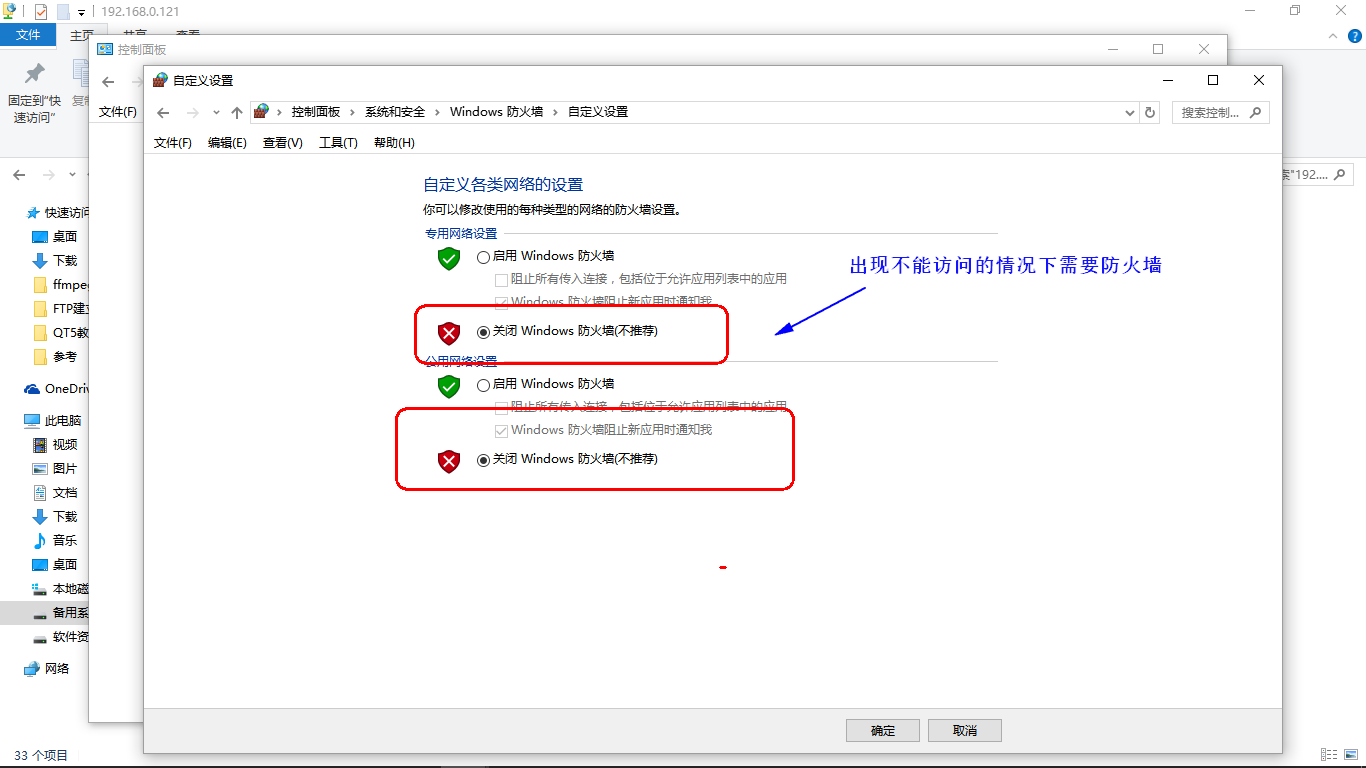 192.168.0.121
文件
主页
共享
查看
控制面板
固定到"快
速访问"
文件(F)
自定义设置
控制面板 系统和安全 Windows 防火墙 自定义设置
搜索控制...
文件(F) 编辑(E) 查看(V) 工具(T) 帮助(H)
"192....
自定义各类网络的设置
你可以修改使用的每种类型的网络的防火墙设置。
专用网络设置
启用 Windows 防火墙
阻止所有传入连接，包括位于允许应用列表中的应用
Windows 防火墙阻止新应用时通知我
关闭 Windows 防火墙(不推荐)
公用网络设置
启用 Windows 防火墙
阻止所有传入连接，包括位于允许应用列表中的应用
Windows 防火墙阻止新应用时通知我
关闭 Windows 防火墙(不推荐)
出现不能访问的情况下需要防火墙
快速访问
桌面
下载
ffmpe
FTP建立
QT5教
参考
OneDriv
此电脑
视频
图片
文档
下载
音乐
桌面
本地磁
备用系
软件资
网络
确定 取消
33 个项目